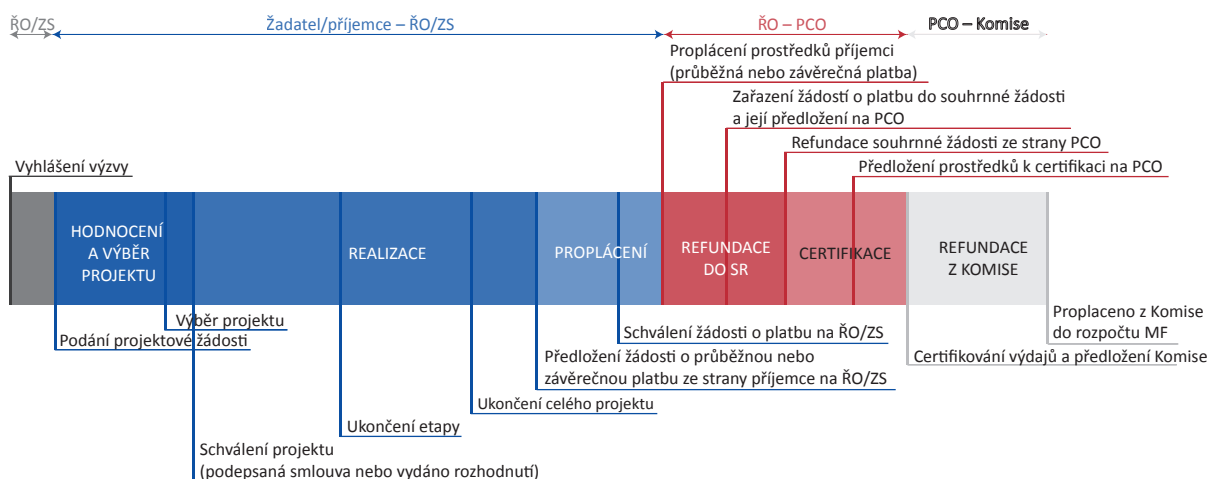 ŘO/ZS
Žadatel/příjemce – ŘO/ZS
ŘO – PCO
PCO – Komise
Proplácení prostředků příjemci
(průběžná nebo závěrečná platba)
Zařazení žádostí o platbu do souhrnné žádosti
a její předložení na PCO
Refundace souhrnné žádosti ze strany PCO
Vyhlášení výzvy
Předložení prostředků k certifikaci na PCO
HODNOCENÍ
A VÝBĚR
PROJEKTU
REALIZACE
PROPLÁCENÍ
REFUNDACE
DO SR
CERTIFIKACE
REFUNDACE
Z KOMISE
Výběr projektu
Podání projektové žádosti
Schválení žádosti o platbu na ŘO/ZS
Proplaceno z Komise
do rozpočtu MF
Předložení žádosti o průběžnou nebo
závěrečnou platbu ze strany příjemce na ŘO/ZS
Certifikování výdajů a předložení Komise
Ukončení celého projektu
Ukončení etapy
Schválení projektu
(podepsaná smlouva nebo vydáno rozhodnutí)